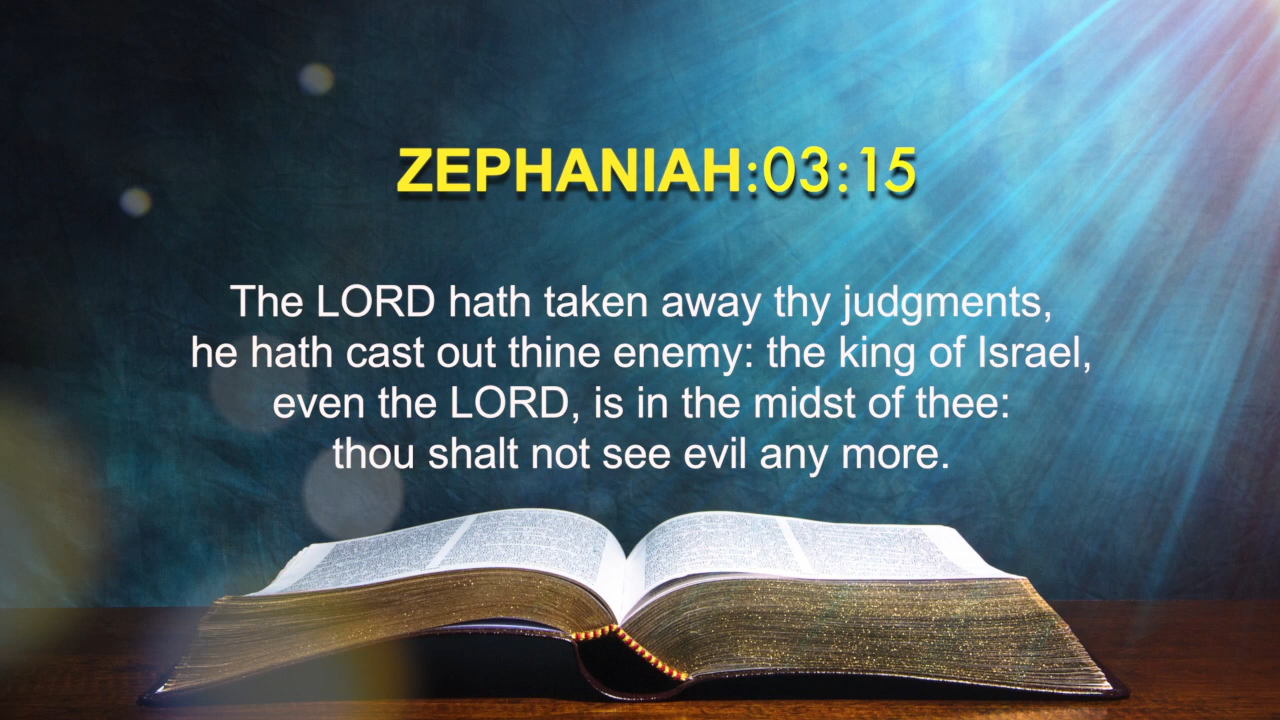 ZEPHANIAH:03:15
The LORD hath taken away thy judgments,
he hath cast out thine enemy: the king of Israel,
even the LORD, is in the midst of thee:
thou shalt not see evil any more.